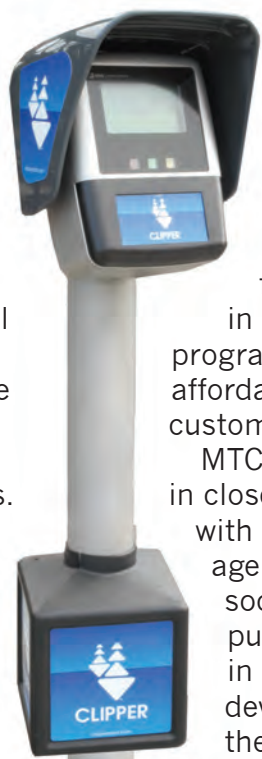 CLIPPER
CLIPPER
l
e
s.
in
progra
afforda
custom
MTC
in close
with
age
soc
pu
in
dev
the